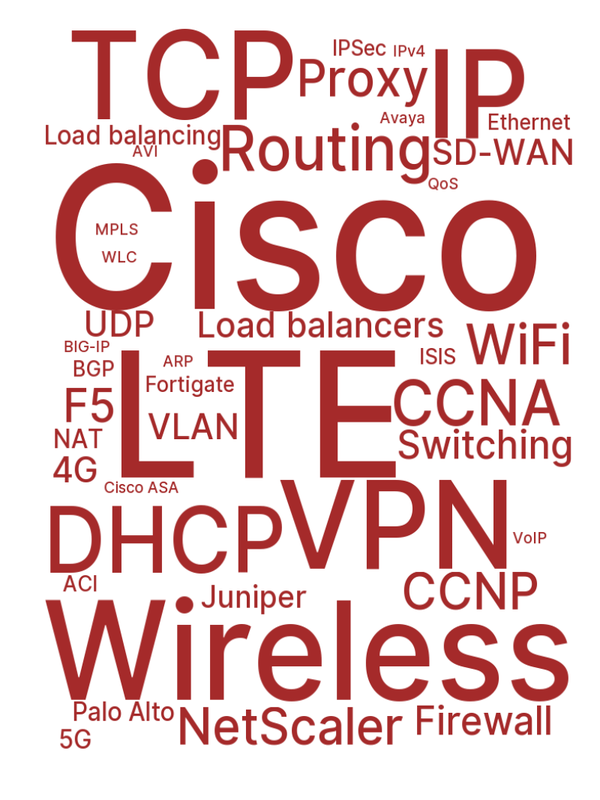 TCP
IPSec
IPv4
Proxy
IP
Avaya
Ethernet
Load balancing
AVI
Routing
SD-WAN
QoS
Cisco
MPLS
WLC
UDP
Load balancers
WiFi
BIG-IP
ARP
ISIS
BGP
Fortigate
LTE
F5
VLAN
CCNA
NAT
Switching
4G
Cisco ASA
DHCP
VPN
VoIP
ACI
Juniper
CCNP
Wireless
Palo Alto
NetScaler
Firewall
5G